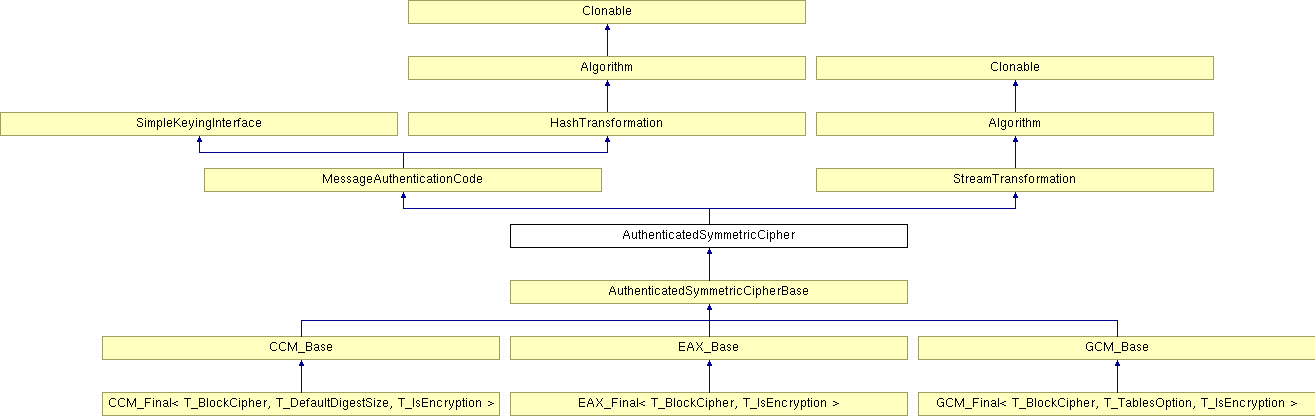 Clonable
Algorithm
Clonable
SimpleKeyingInterface
HashTransformation
Algorithm
MessageAuthenticationCode
StreamTransformation
AuthenticatedSymmetricCipher
AuthenticatedSymmetricCipherBase
CCM_Base
EAX_Base
GCM_Base
CCM_Final< T_BlockCipher, T_DefaultDigestSize, T_IsEncryption >
EAX_Final< T_BlockCipher, T_IsEncryption >
GCM_Final< T_BlockCipher, T_TablesOption, T_IsEncryption >